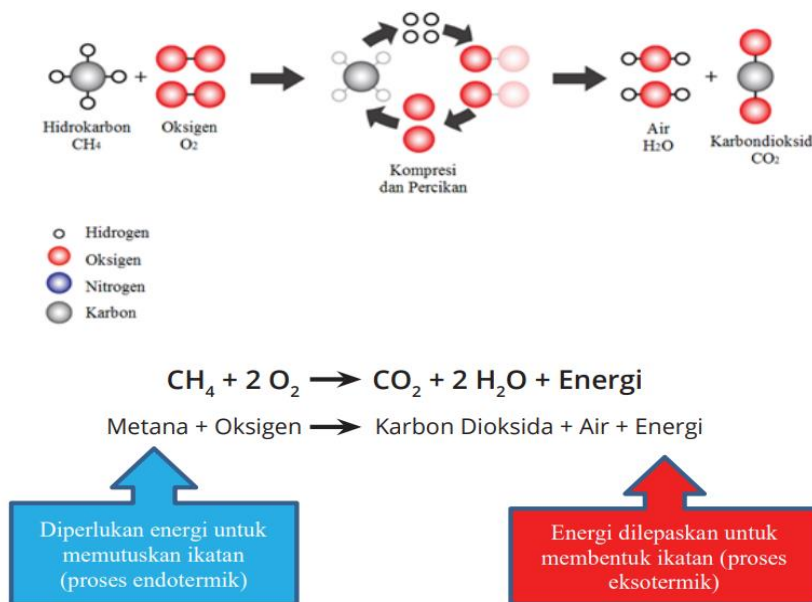 Hidrokarbon
CH₄
+
Oksigen
O₂
Kompresi
dan Percikan
Air
H₂O
+
Karbondioksida
CO₂
Hidrogen
Oksigen
Nitrogen
Karbon
CH₄ + 2 O₂ → CO₂ + 2 H₂O + Energi
Metana + Oksigen → Karbon Dioksida + Air + Energi
Diperlukan energi untuk
memutuskan ikatan
(proses endotermik)
Energi dilepaskan untuk
membentuk ikatan (proses
eksotermik)